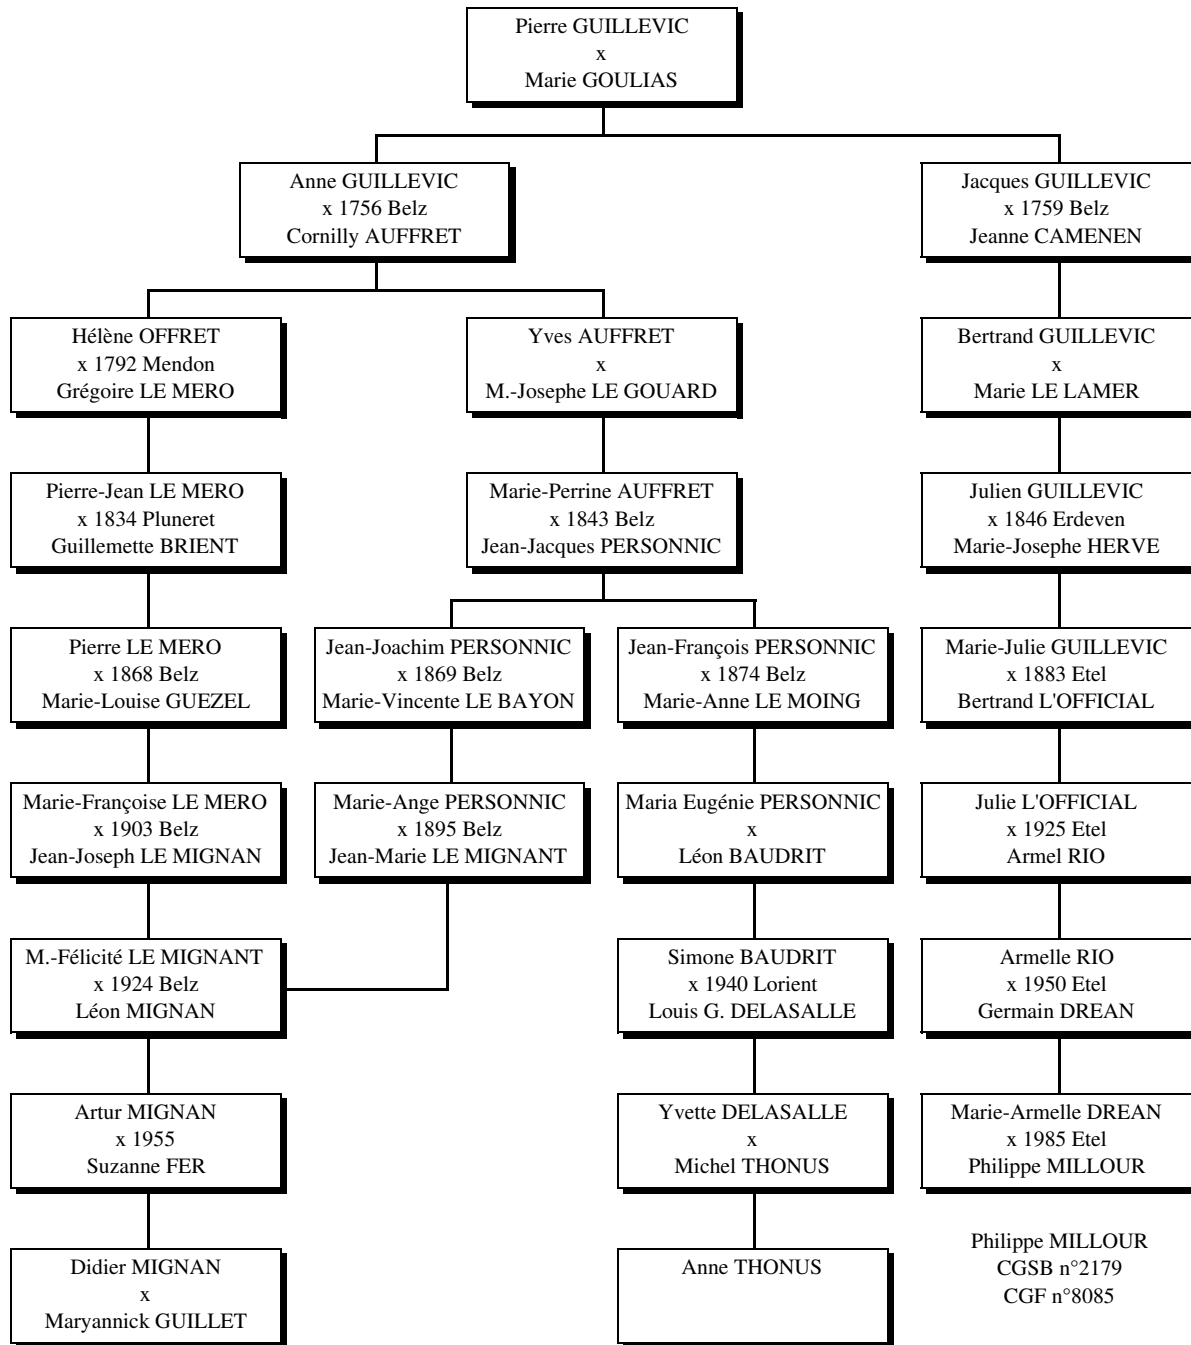 Pierre GUILLEVIC
x
Marie GOULIAS
Anne GUILLEVIC
x 1756 Belz
Cornilly AUFFRET
Jacques GUILLEVIC
x 1759 Belz
Jeanne CAMENEN
Hélène OFFRET
x 1792 Mendon
Grégoire LE MERO
Yves AUFFRET
x
M.-Josephe LE GOUARD
Bertrand GUILLEVIC
x
Marie LE LAMER
Pierre-Jean LE MERO
x 1834 Pluneret
Guillemette BRIENT
Marie-Perrine AUFFRET
x 1843 Belz
Jean-Jacques PERSONNIC
Julien GUILLEVIC
x 1846 Erdeven
Marie-Josephe HERVE
Pierre LE MERO
x 1868 Belz
Marie-Louise GUEZEL
Jean-Joachim PERSONNIC
x 1869 Belz
Marie-Vincente LE BAYON
Jean-François PERSONNIC
x 1874 Belz
Marie-Anne LE MOING
Marie-Julie GUILLEVIC
x 1883 Etel
Bertrand L'OFFICIAL
Marie-Françoise LE MERO
x 1903 Belz
Jean-Joseph LE MIGNAN
Marie-Ange PERSONNIC
x 1895 Belz
Jean-Marie LE MIGNANT
Maria Eugénie PERSONNIC
x
Léon BAUDRIT
Julie L'OFFICIAL
x 1925 Etel
Armel RIO
M.-Félicité LE MIGNANT
x 1924 Belz
Léon MIGNAN
Simone BAUDRIT
x 1940 Lorient
Louis G. DELASALLE
Armelle RIO
x 1950 Etel
Germain DREAN
Artur MIGNAN
x 1955
Suzanne FER
Yvette DELASALLE
x
Michel THONUS
Marie-Armelle DREAN
x 1985 Etel
Philippe MILLOUR
Didier MIGNAN
x
Maryannick GUILLET
Anne THONUS
Philippe MILLOUR
CGSB n°2179
CGF n°8085